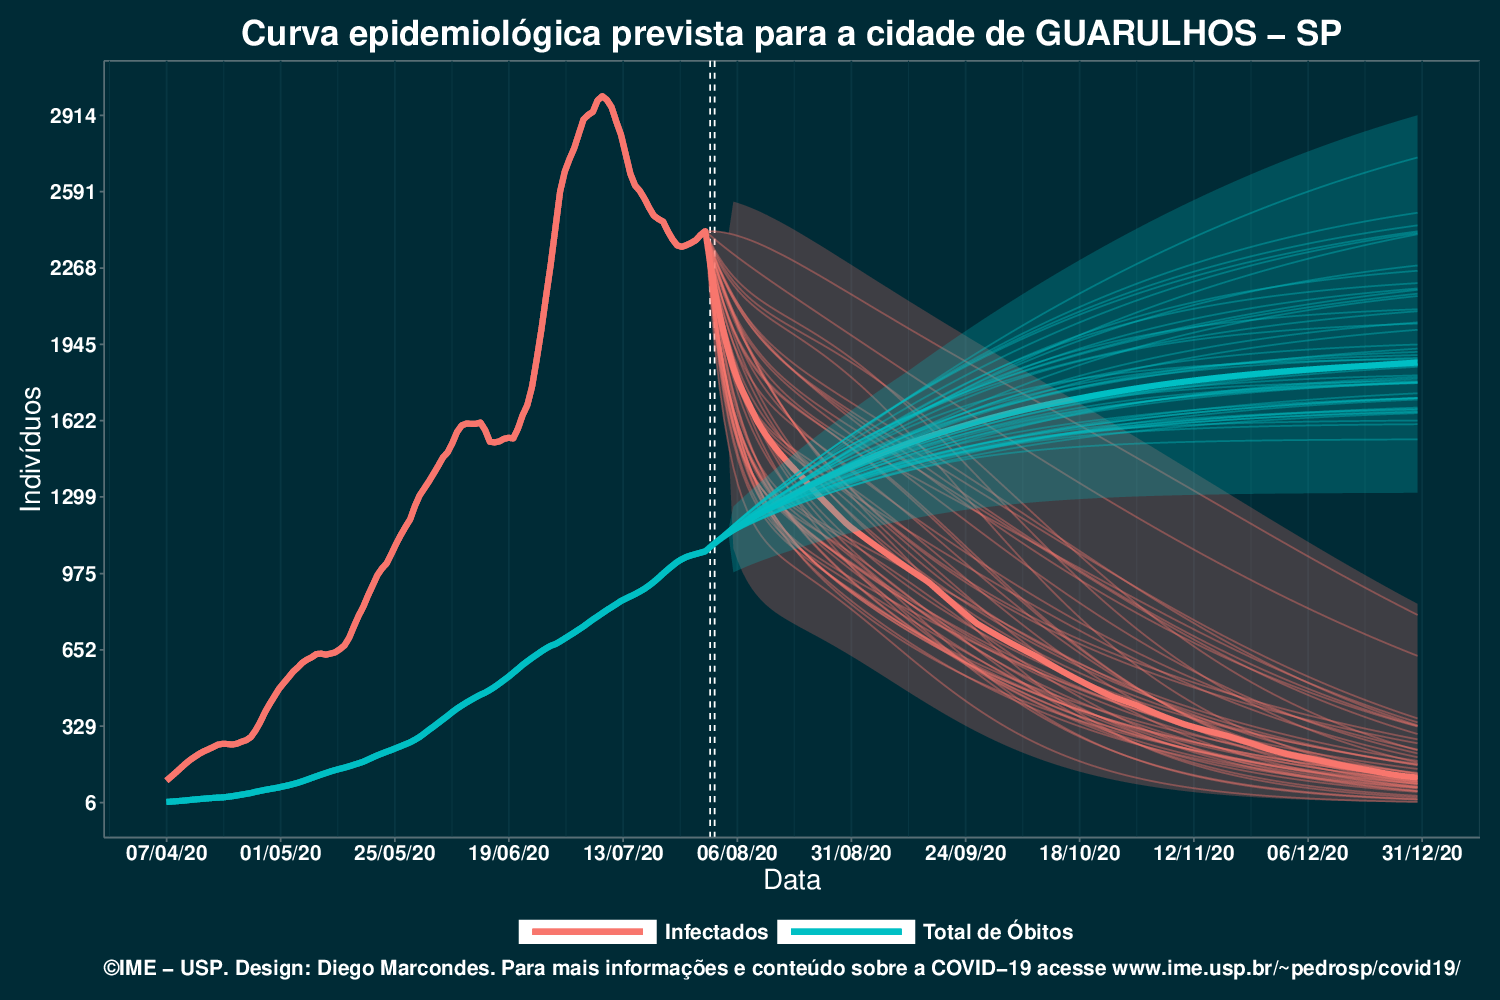 Curva epidemiológica prevista para a cidade de GUARULHOS – SP
Indivíduos
2914
2591
2268
1945
1622
1299
975
652
329
6
07/04/20 01/05/20 25/05/20 19/06/20 13/07/20 06/08/20 31/08/20 24/09/20 18/10/20 12/11/20 06/12/20 31/12/20
Data
Infectados Total de Óbitos
©IME – USP. Design: Diego Marcondes. Para mais informações e conteúdo sobre a COVID–19 acesse www.ime.usp.br/~pedrosp/covid19/